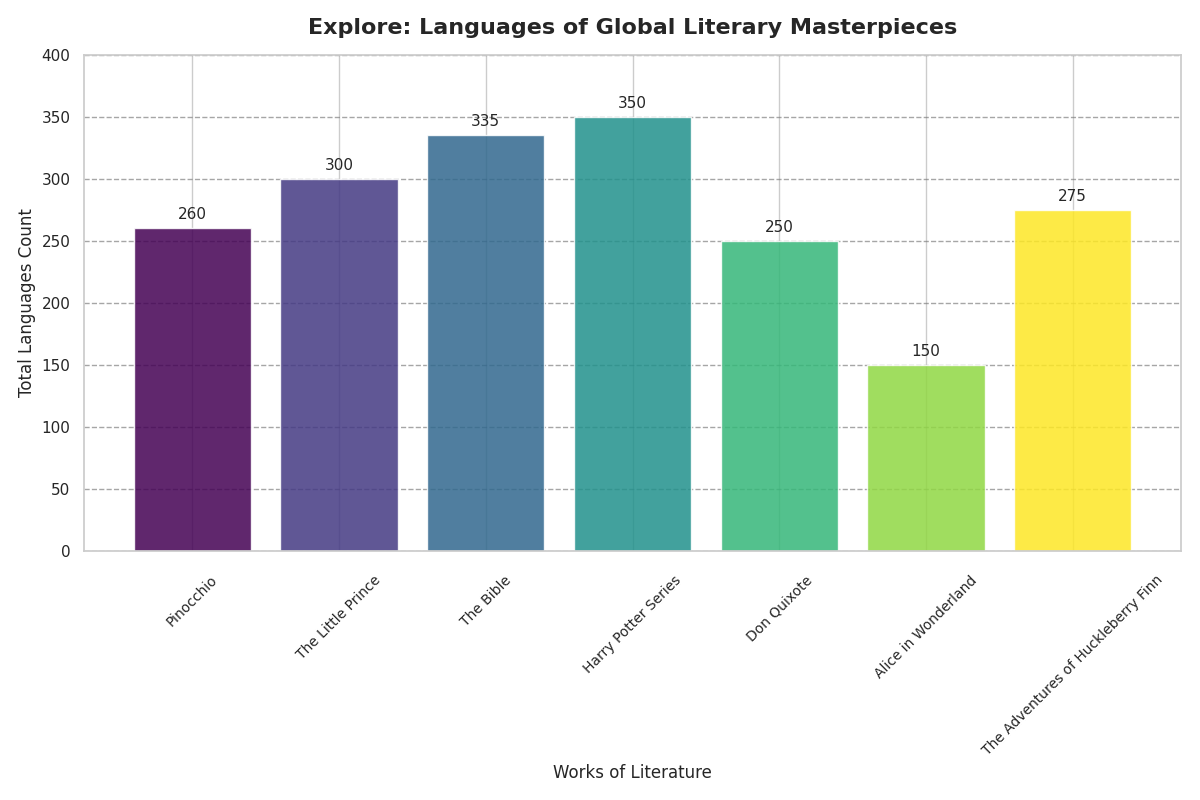 Explore: Languages of Global Literary Masterpieces
Total Languages Count
400
350
300
250
200
150
100
50
0
260
300
335
350
250
150
275
Pinocchio
The Little Prince
The Bible
Harry Potter Series
Don Quixote
Alice in Wonderland
The Adventures of Huckleberry Finn
Works of Literature